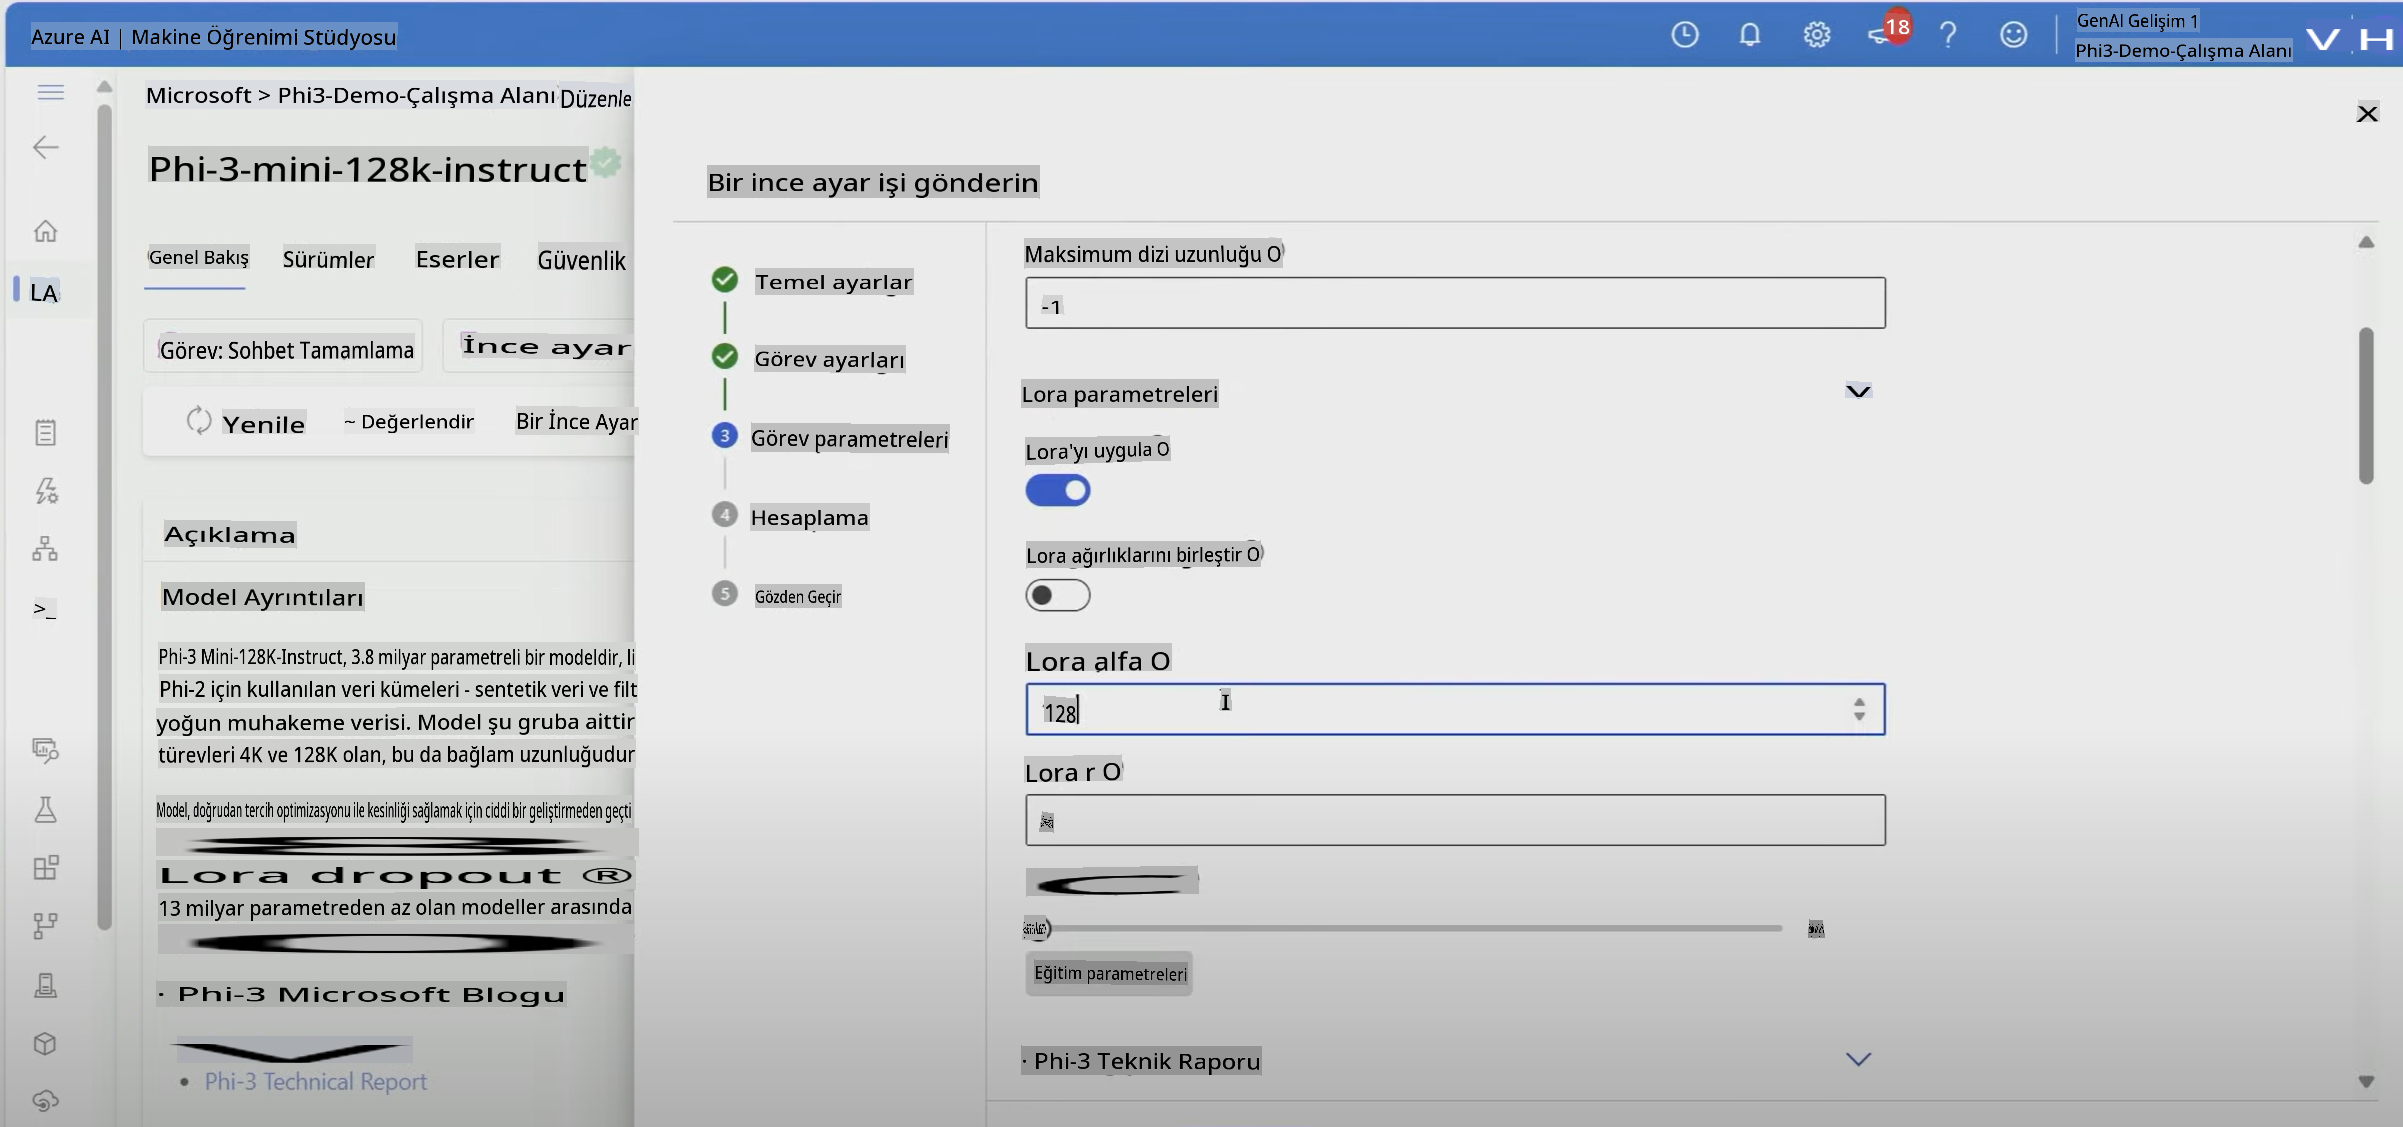 Azure AI | Makine Öğrenimi Stüdyosu
18
GenAI Gelişim 1
Phi3-Demo-Çalışma Alanı
VH
Microsoft > Phi3-Demo-Çalışma Alanı
Düzenle
Phi-3-mini-128k-instruct
Genel Bakış
Sürümler
Eserler
Güvenlik
LA
Görev: Sohbet Tamamlama
İnce ayar
Yenile
~ Değerlendir
Bir İnce Ayar
Açıklama
Model Ayrıntıları
Phi-3 Mini-128K-Instruct, 3.8 milyar parametreli bir modeldir, li
Phi-2 için kullanılan veri kümeleri - sentetik veri ve filt
yoğun muhakeme verisi. Model şu gruba aittir
türevleri 4K ve 128K olan, bu da bağlam uzunluğudur
Model, doğrudan tercih optimizasyonu ile kesinliği sağlamak için ciddi bir geliştirmeden geçti
Lora dropout ®
13 milyar parametreden az olan modeller arasında
· Phi-3 Microsoft Blogu
• Phi-3 Technical Report
Bir ince ayar işi gönderin
Temel ayarlar
Görev ayarları
3 Görev parametreleri
4 Hesaplama
5 Gözden Geçir
Maksimum dizi uzunluğu O
-1
Lora parametreleri
Lora'yı uygula O
Lora ağırlıklarını birleştir O
Lora alfa O
128
Lora r O
Eğitim parametreleri
· Phi-3 Teknik Raporu